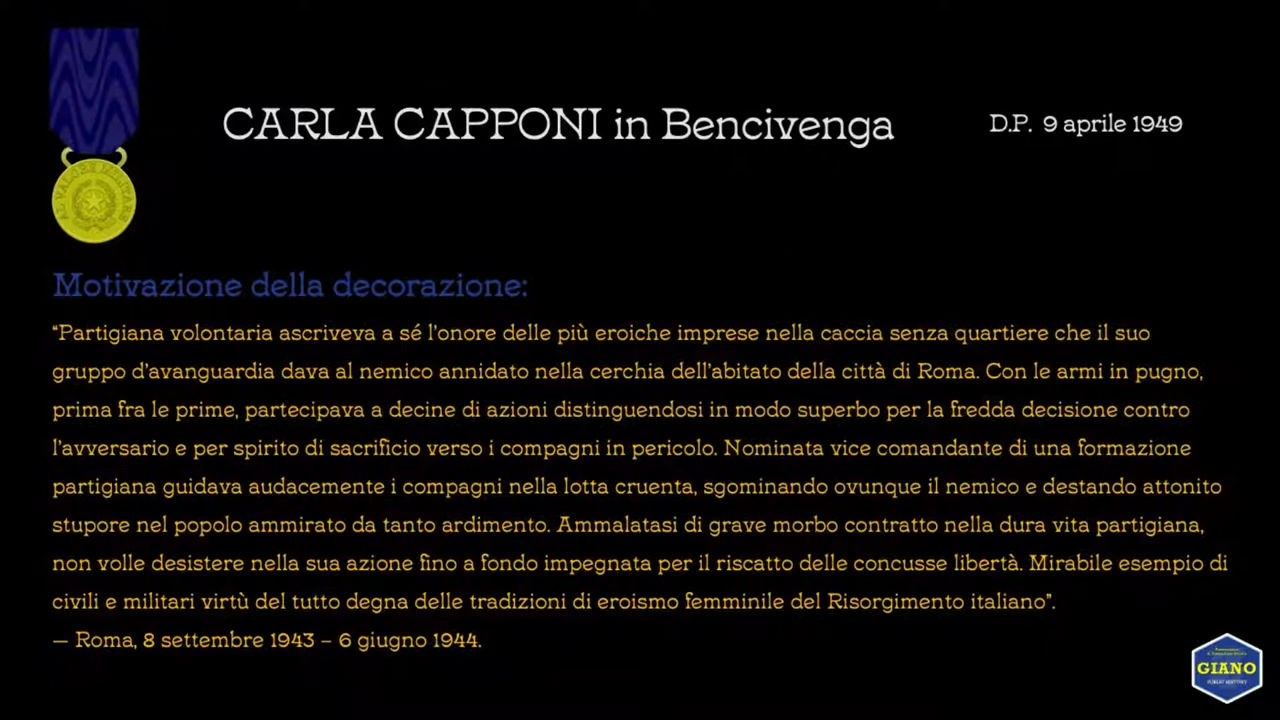 AL VALORE MILITARE
CARLA CAPPONI in Bencivenga
D.P. 9 aprile 1949
Motivazione della decorazione:
“Partigiana volontaria ascriveva a sé l’onore delle più eroiche imprese nella caccia senza quartiere che il suo
gruppo d’avanguardia dava al nemico annidato nella cerchia dell’abitato della città di Roma. Con le armi in pugno,
prima fra le prime, partecipava a decine di azioni distinguendosi in modo superbo per la fredda decisione contro
l’avversario e per spirito di sacrificio verso i compagni in pericolo. Nominata vice comandante di una formazione
partigiana guidava audacemente i compagni nella lotta cruenta, sgominando ovunque il nemico e destando attonito
stupore nel popolo ammirato da tanto ardimento. Ammalatasi di grave morbo contratto nella dura vita partigiana,
non volle desistere nella sua azione fino a fondo impegnata per il riscatto delle concusse libertà. Mirabile esempio di
civili e militari virtù del tutto degna delle tradizioni di eroismo femminile del Risorgimento italiano”.
— Roma, 8 settembre 1943 – 6 giugno 1944.
GIANO
PUBLIC HISTORY